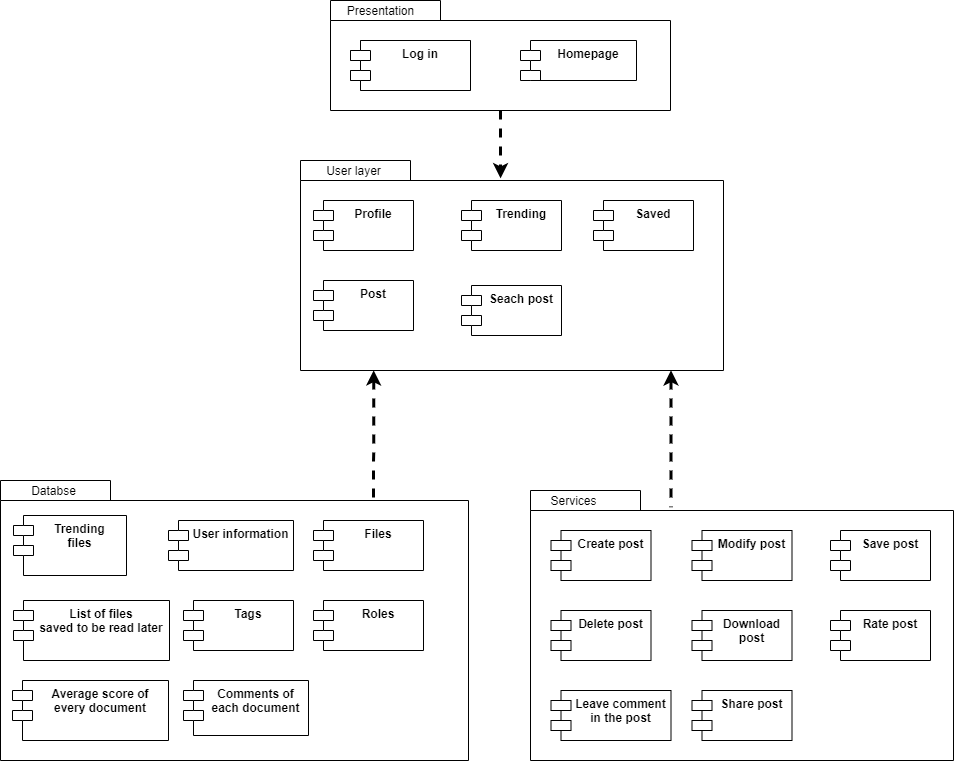 Presentation
Log in
Homepage
User layer
Profile
Trending
Saved
Post
Seach post
Databse
Trending
files
User information
Files
List of files
saved to be read later
Tags
Roles
Average score of
every document
Comments of
each document
Services
Create post
Modify post
Save post
Delete post
Download
post
Rate post
Leave comment
in the post
Share post